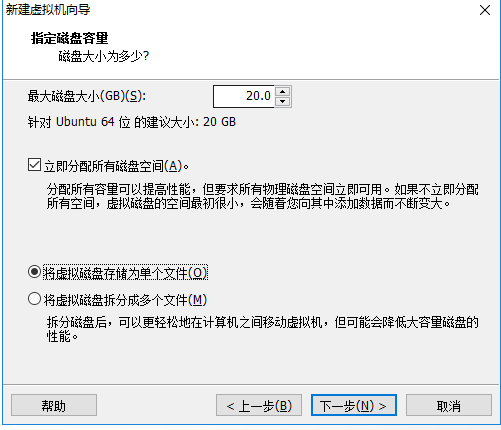 新建虚拟机向导
指定磁盘容量
磁盘大小为多少?
最大磁盘大小(GB)(S): 20.0
针对 Ubuntu 64 位 的建议大小: 20 GB
立即分配所有磁盘空间(A)。
分配所有容量可以提高性能，但要求所有物理磁盘空间立即可用。如果不立即分配
所有空间，虚拟磁盘的空间最初很小，会随着您向其中添加数据而不断变大。
将虚拟磁盘存储为单个文件(O)
将虚拟磁盘拆分成多个文件(M)
拆分磁盘后，可以更轻松地在计算机之间移动虚拟机，但可能会降低大容量磁盘的
性能。
帮助 < 上一步(B) 下一步(N) > 取消